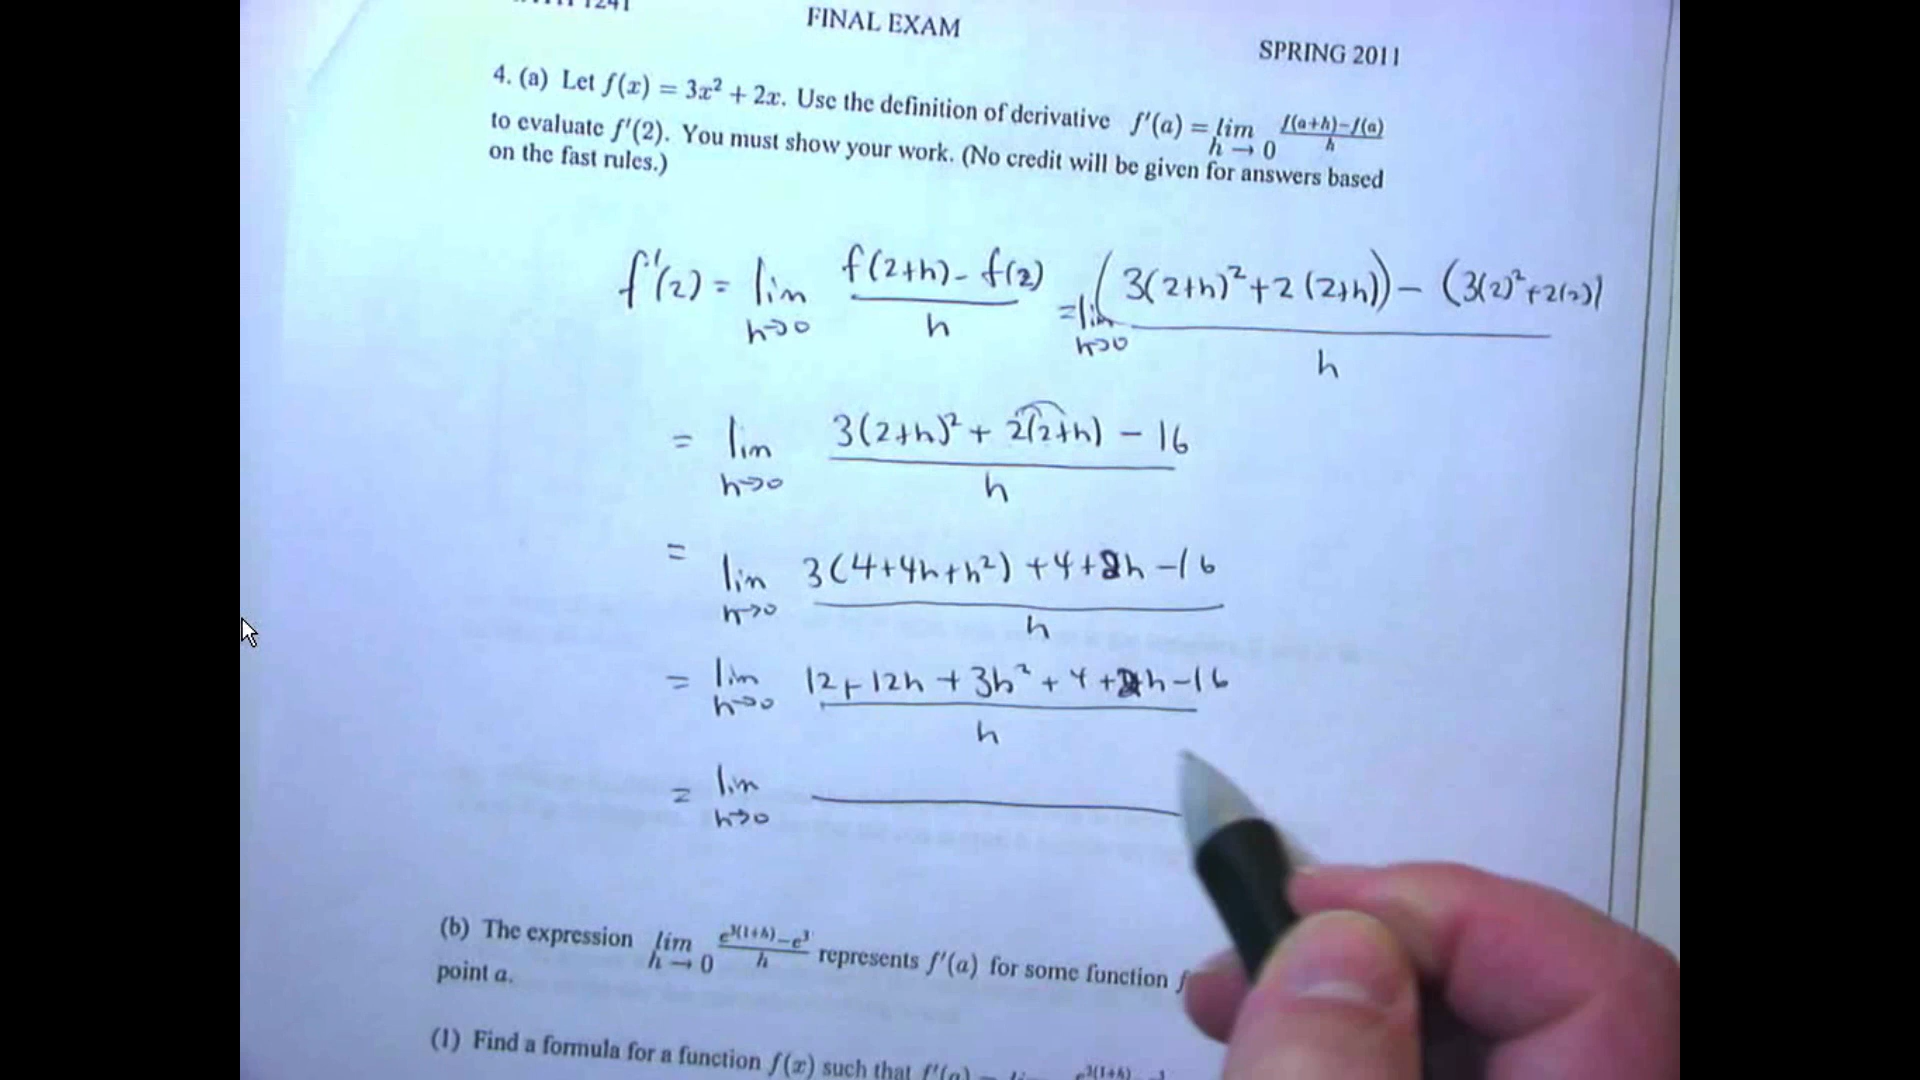 1241
FINAL EXAM
SPRING 2011
4. (a) Let f(x) = 3x² + 2x. Use the definition of derivative f′(a) = lim h → 0 f(a+h)−f(a) / h
to evaluate f′(2). You must show your work. (No credit will be given for answers based
on the fast rules.)
f′(2) = lim h→0 f(2+h) - f(2) / h = lim h→0 (3(2+h)² + 2(2+h)) − (3(2)² + 2(2)) / h
= lim h→0 3(2+h)² + 2(2+h) − 16 / h
= lim h→0 3(4+4h+h²) + 4 + 2h − 16 / h
= lim h→0 12 + 12h + 3h² + 4 + 2h − 16 / h
= lim h→0
(b) The expression lim h → 0 e³⁽¹⁺ʰ⁾−e³ / h represents f′(a) for some function f
point a.
(1) Find a formula for a function f(x) such that f′(a) = lim e³⁽¹⁺ʰ⁾